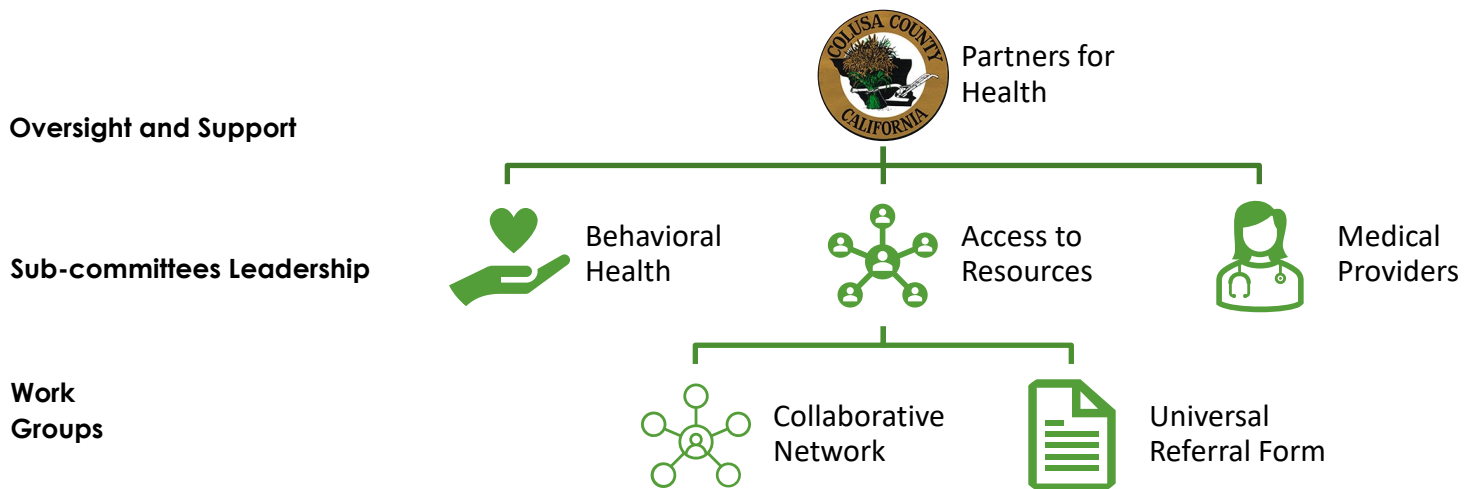 COLUSA COUNTY
CALIFORNIA
Partners for
Health
Oversight and Support
Sub-committees Leadership
Behavioral
Health
Access to
Resources
Medical
Providers
Work
Groups
Collaborative
Network
Universal
Referral Form